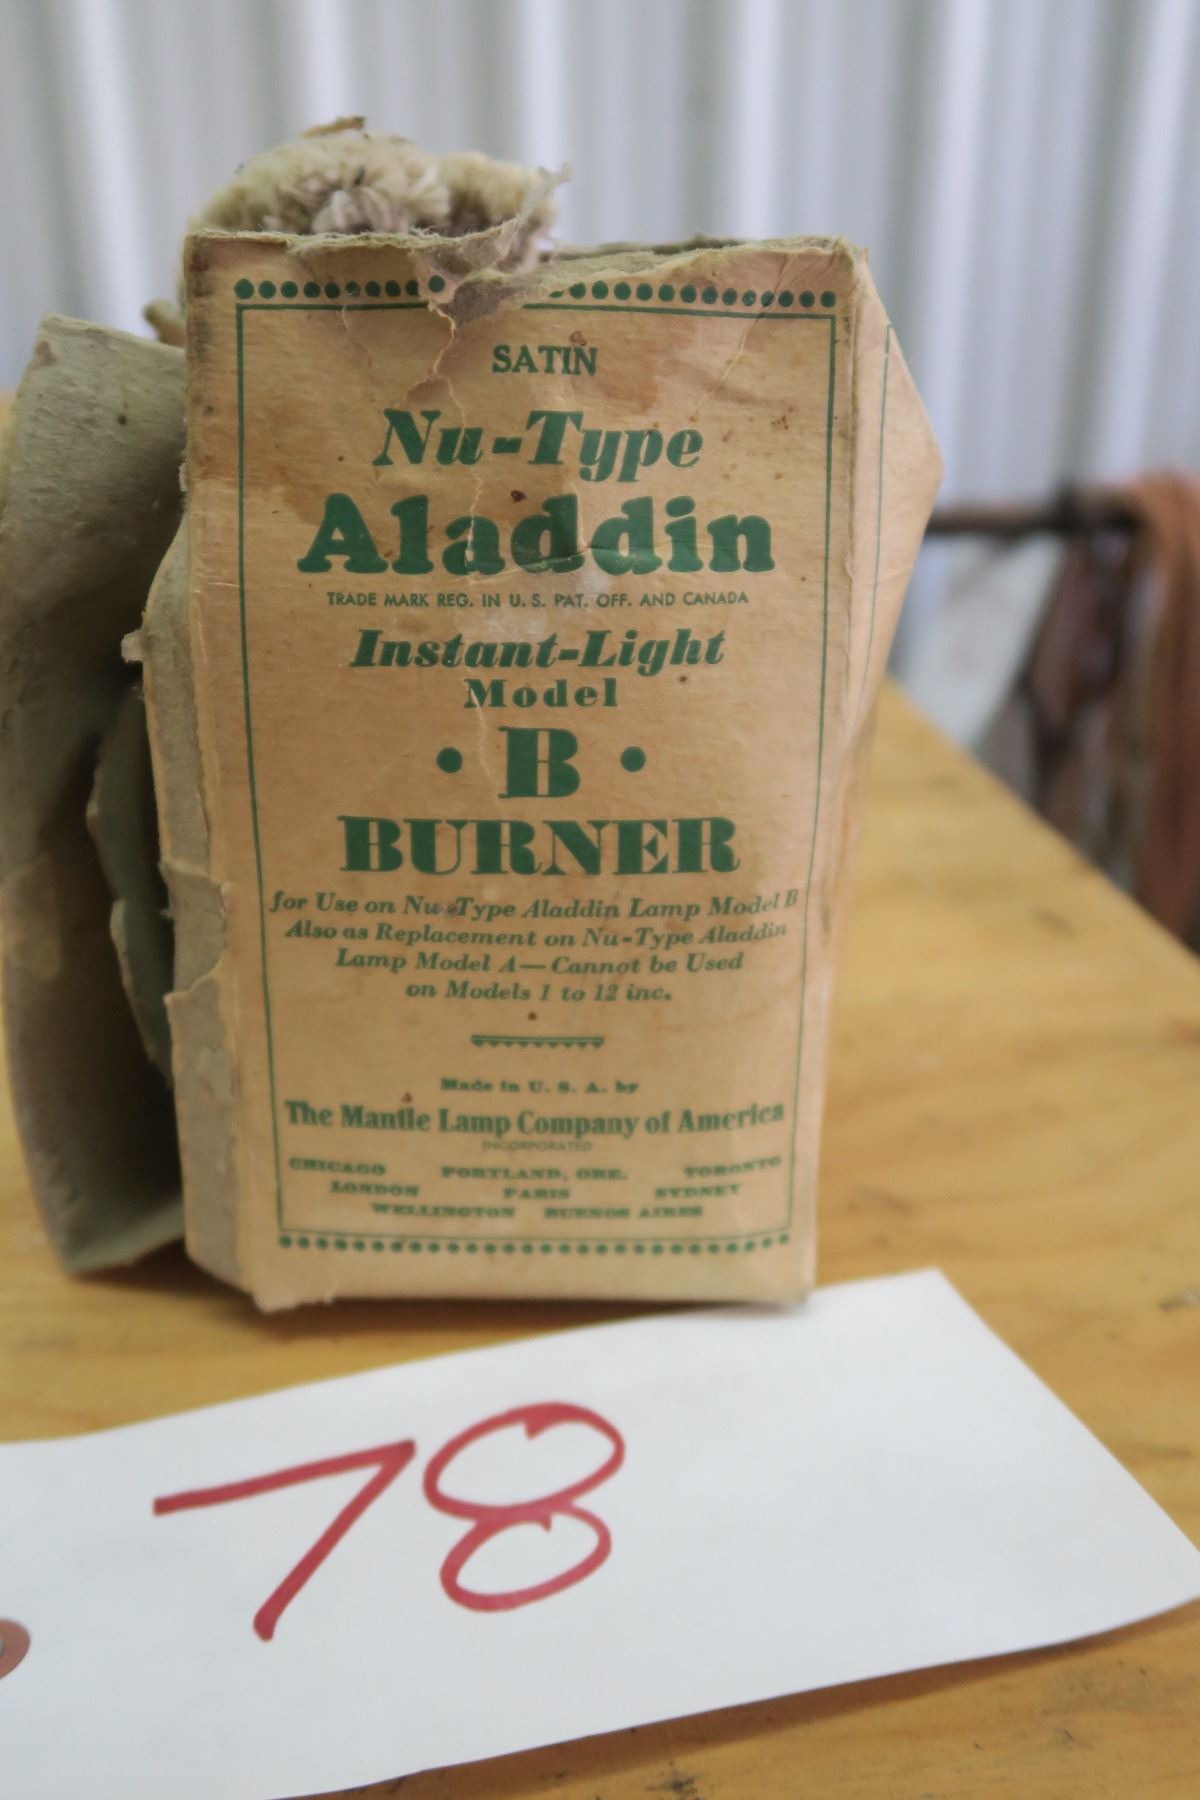 SATIN
Nu-Type
Aladdin
TRADE MARK REG. IN U. S. PAT. OFF. AND CANADA
Instant-Light
Model
• B •
BURNER
for Use on Nu-Type Aladdin Lamp Model B
Also as Replacement on Nu-Type Aladdin
Lamp Model A—Cannot be Used
on Models 1 to 12 inc.
Made in U. S. A. by
The Mantle Lamp Company of America
INCORPORATED
CHICAGO PORTLAND, ORE. TORONTO
LONDON PARIS SYDNEY
WELLINGTON BUENOS AIRES
78